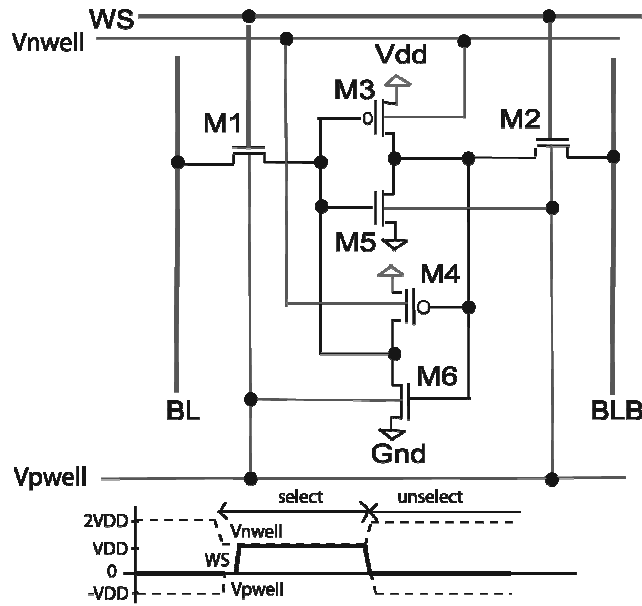 WS
Vnwell
Vdd
M3
M1
M2
M5
M4
M6
BL
BLB
Gnd
Vpwell
select
unselect
2VDD
Vnwell
VDD
WS
0
Vpwell
-VDD